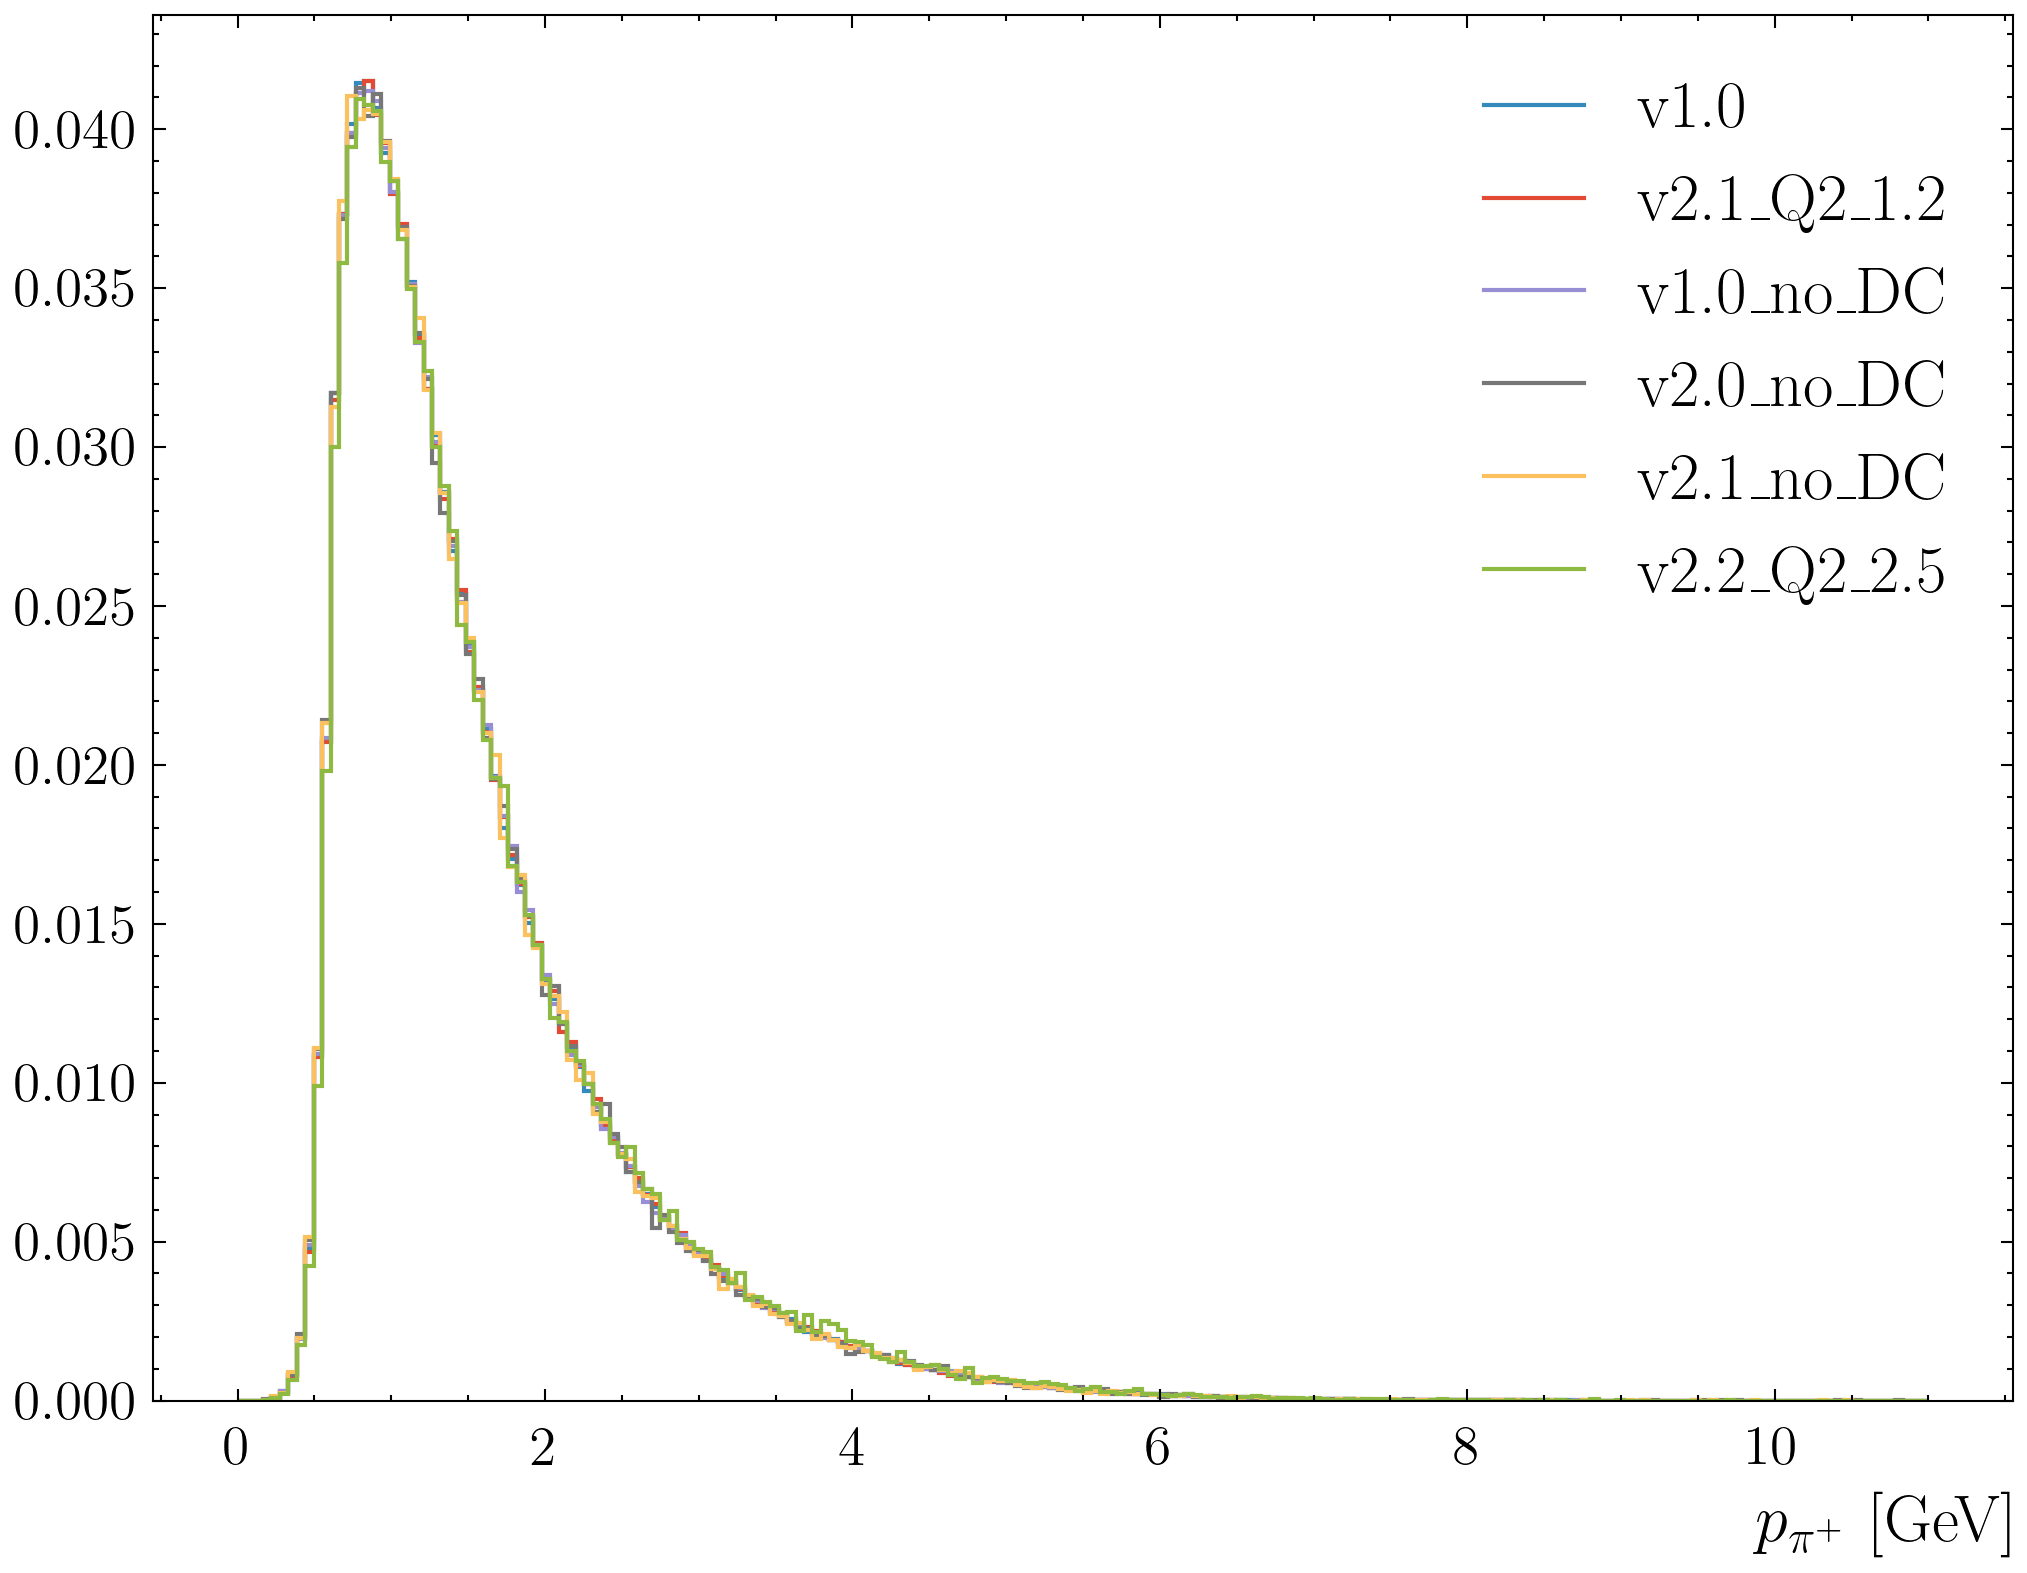 v1.0
v2.1_Q2_1.2
v1.0_no_DC
v2.0_no_DC
v2.1_no_DC
v2.2_Q2_2.5
0.040
0.035
0.030
0.025
0.020
0.015
0.010
0.005
0.000
0 2 4 6 8 10
p_{π^+} [GeV]